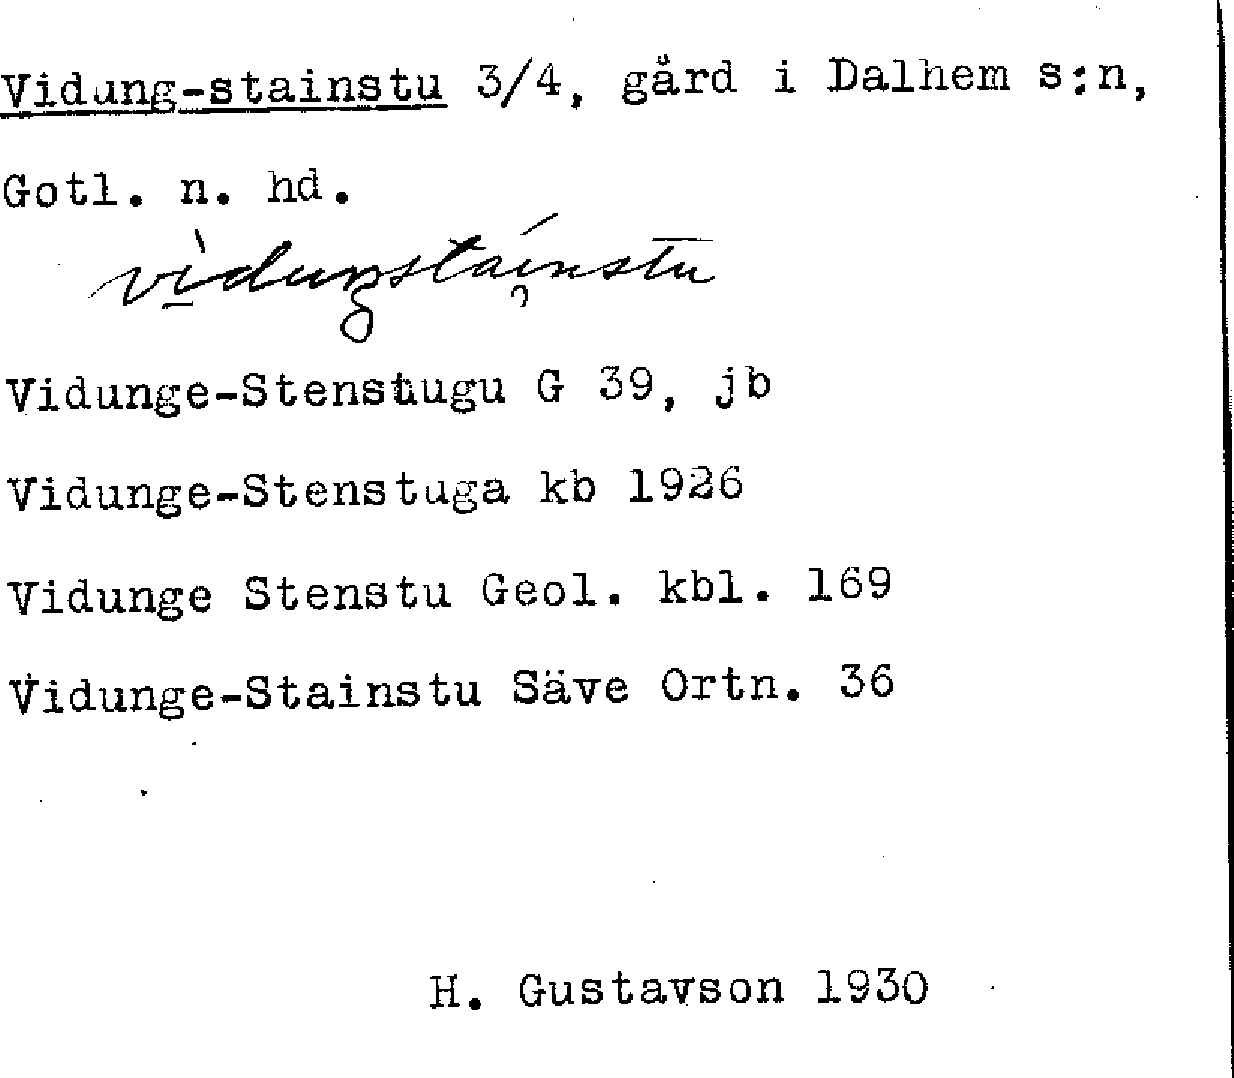 Vidung-stainstu 3/4, gård i Dalhem s:n,
Gotl. n. hd.
vìduŋstáinstū
Vidunge-Stenstugu G 39, jb
Vidunge-Stenstuga kb 1926
Vidunge Stenstu Geol. kbl. 169
Vidunge-Stainstu Säve Ortn. 36
H. Gustavson 1930